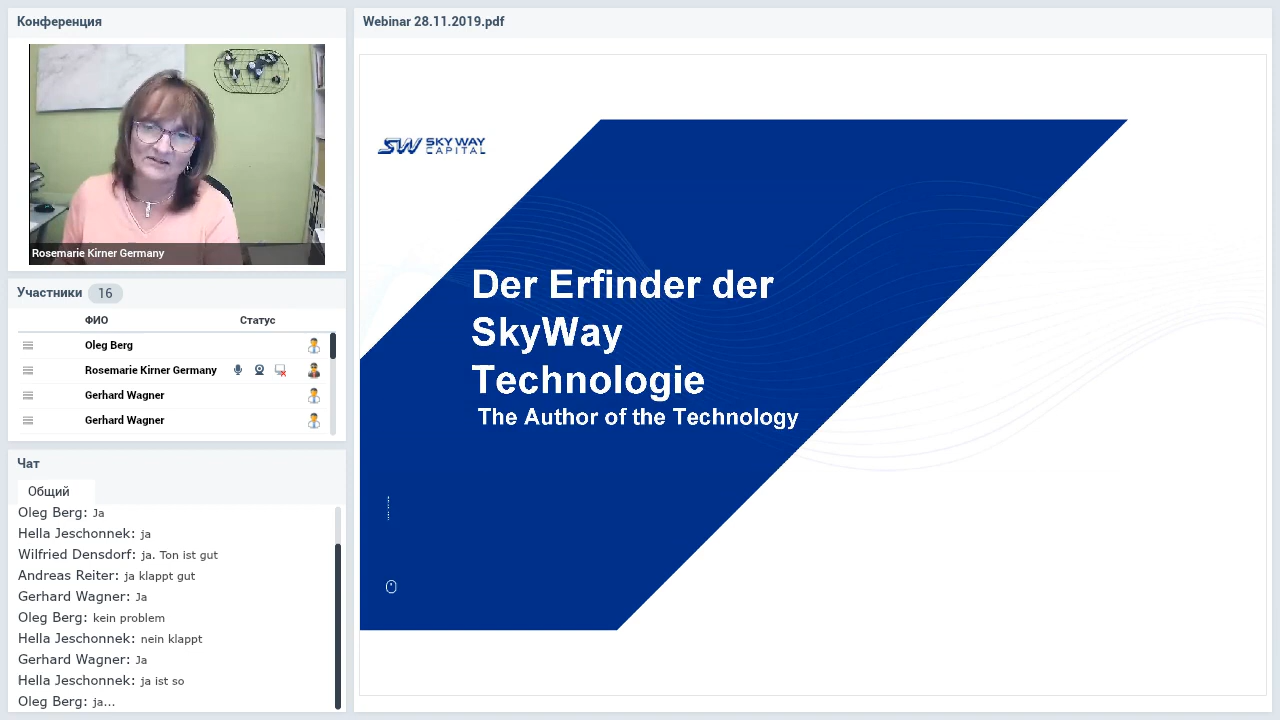 Конференция
Rosemarie Kirner Germany
Участники 16
ФИО Статус
Oleg Berg
Rosemarie Kirner Germany
Gerhard Wagner
Gerhard Wagner
Чат
Общий
Oleg Berg: Ja
Hella Jeschonnek: ja
Wilfried Densdorf: ja. Ton ist gut
Andreas Reiter: ja klappt gut
Gerhard Wagner: Ja
Oleg Berg: kein problem
Hella Jeschonnek: nein klappt
Gerhard Wagner: Ja
Hella Jeschonnek: ja ist so
Oleg Berg: ja...
Webinar 28.11.2019.pdf
SW SKY WAY
CAPITAL
Der Erfinder der
SkyWay
Technologie
The Author of the Technology